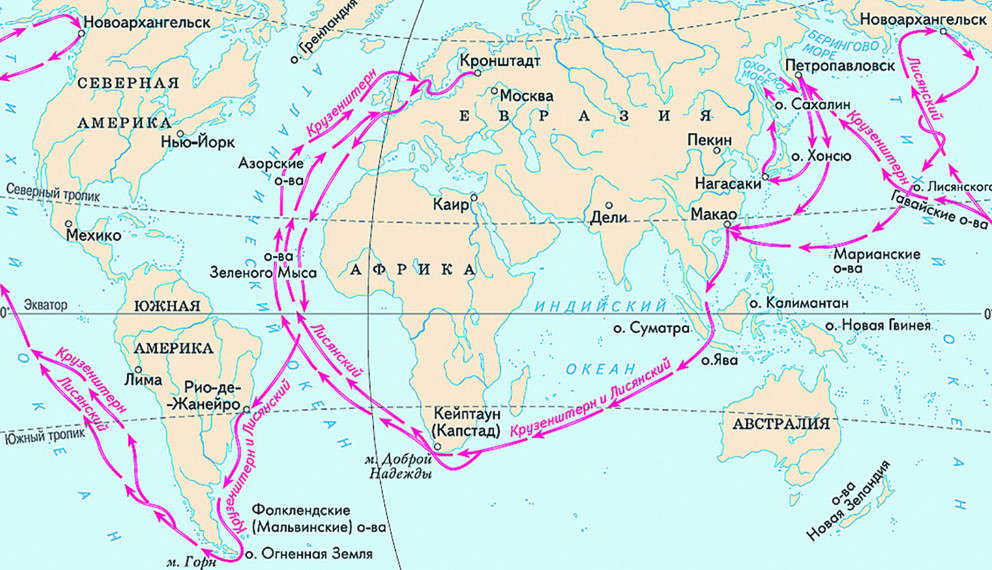 Новоархангельск
о. Гренландия
СЕВЕРНАЯ
АМЕРИКА
Нью-Йорк
Азорские
о-ва
Северный тропик
Мехико
о-ва
Зеленого Мыса
АТЛАНТИЧЕСКИЙ
ОКЕАН
ТИХИЙ
ОКЕАН
0°
Экватор
ЮЖНАЯ
АМЕРИКА
Лима
Рио-де-
-Жанейро
Южный тропик
Крузенштерн
Лисянский
Крузенштерн и Лисянский
Фолклендские
(Мальвинские) о-ва
о. Огненная Земля
м. Горн
Крузенштерн
Кронштадт
Москва
ЕВРАЗИЯ
Каир
АФРИКА
Лисянский
Кейптаун
(Капстад)
м. Доброй
Надежды
Крузенштерн и Лисянский
ИНДИЙСКИЙ
ОКЕАН
Дели
Пекин
Нагасаки
Макао
о. Суматра
о. Ява
о. Калимантан
о. Новая Гвинея
АВСТРАЛИЯ
о-ва
Новая Зеландия
ОХОТСКОЕ
МОРЕ
БЕРИНГОВО
МОРЕ
Петропавловск
о. Сахалин
о. Хонсю
Крузенштерн
Новоархангельск
Лисянский
о. Лисянского
Гавайские о-ва
Марианские
о-ва
ТИХИЙ
ОКЕАН
0°